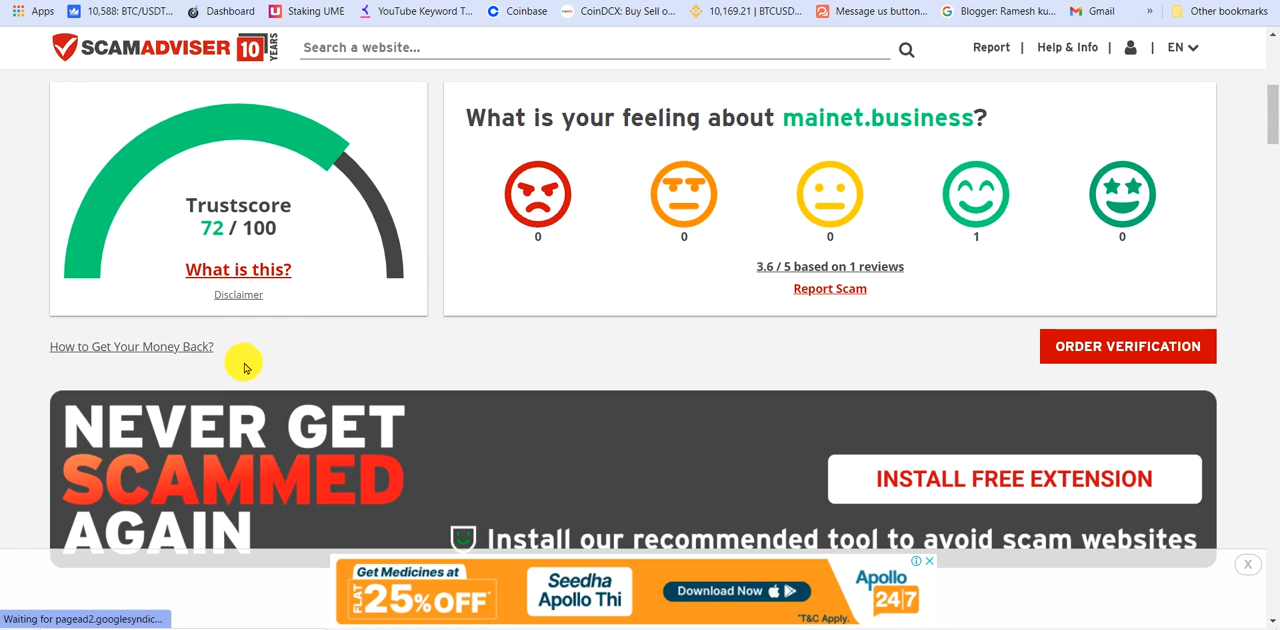 Apps 10,588: BTC/USDT... Dashboard Staking UME YouTube Keyword T... Coinbase CoinDCX: Buy Sell o... 10,169.21 | BTCUSD... Message us button... Blogger: Ramesh ku... Gmail » Other bookmarks
SCAMADVISER 10 YEARS Search a website... Report | Help & Info | | EN
What is your feeling about mainet.business?
Trustscore
72 / 100
What is this?
Disclaimer
0 0 0 1 0
3.6 / 5 based on 1 reviews
Report Scam
How to Get Your Money Back?
ORDER VERIFICATION
NEVER GET
SCAMMED
AGAIN
INSTALL FREE EXTENSION
Install our recommended tool to avoid scam websites
X
Get Medicines at
FLAT 25% OFF*
Seedha
Apollo Thi
Download Now
Apollo
24|7
*T&C Apply.
Waiting for pagead2.googlesyndic...